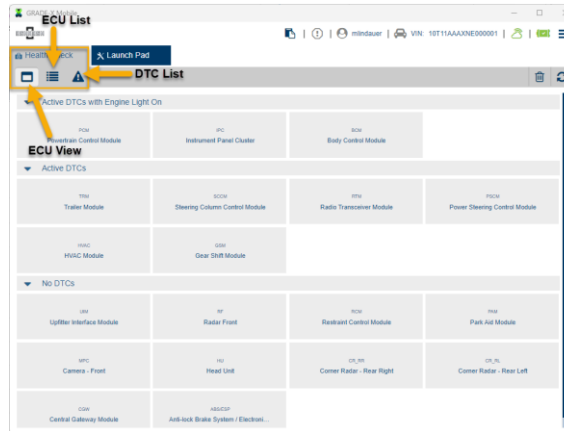 GRADE-X Mobile
ECU List
mlindauer
VIN: 10T11AAAXNE000001
Health Check
Launch Pad
DTC List
Active DTCs with Engine Light On
PCM
Powertrain Control Module
IPC
Instrument Panel Cluster
BCM
Body Control Module
ECU View
Active DTCs
TRM
Trailer Module
SCCM
Steering Column Control Module
RTM
Radio Transceiver Module
PSCM
Power Steering Control Module
HVAC
HVAC Module
GSM
Gear Shift Module
No DTCs
UIM
Upfitter Interface Module
RF
Radar Front
RCM
Restraint Control Module
PAM
Park Aid Module
MFC
Camera - Front
HU
Head Unit
CR_RR
Corner Radar - Rear Right
CR_RL
Corner Radar - Rear Left
CGW
Central Gateway Module
ABS/ESP
Anti-lock Brake System / Electroni...